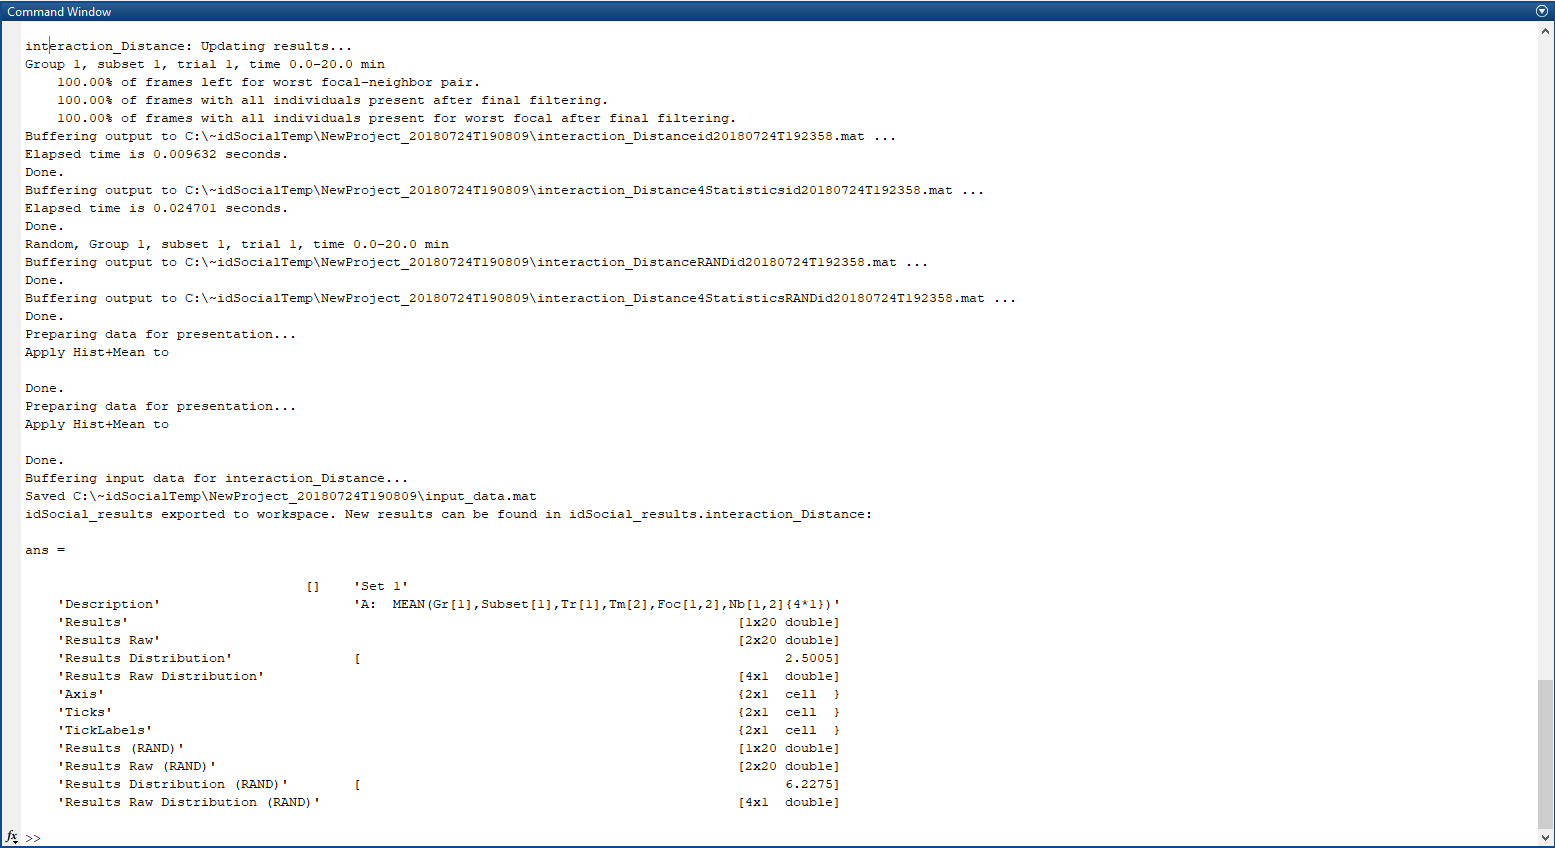 Command Window
interaction_Distance: Updating results...
Group 1, subset 1, trial 1, time 0.0-20.0 min
    100.00% of frames left for worst focal-neighbor pair.
    100.00% of frames with all individuals present after final filtering.
    100.00% of frames with all individuals present for worst focal after final filtering.
Buffering output to C:\~idSocialTemp\NewProject_20180724T190809\interaction_Distanceid20180724T192358.mat ...
Elapsed time is 0.009632 seconds.
Done.
Buffering output to C:\~idSocialTemp\NewProject_20180724T190809\interaction_Distance4Statisticsid20180724T192358.mat ...
Elapsed time is 0.024701 seconds.
Done.
Random, Group 1, subset 1, trial 1, time 0.0-20.0 min
Buffering output to C:\~idSocialTemp\NewProject_20180724T190809\interaction_DistanceRANDid20180724T192358.mat ...
Done.
Buffering output to C:\~idSocialTemp\NewProject_20180724T190809\interaction_Distance4StatisticsRANDid20180724T192358.mat ...
Done.
Preparing data for presentation...
Apply Hist+Mean to
Done.
Preparing data for presentation...
Apply Hist+Mean to
Done.
Buffering input data for interaction_Distance...
Saved C:\~idSocialTemp\NewProject_20180724T190809\input_data.mat
idSocial_results exported to workspace. New results can be found in idSocial_results.interaction_Distance:
ans =
[]    'Set 1'
'Description'    'A:  MEAN(Gr[1],Subset[1],Tr[1],Tm[2],Foc[1,2],Nb[1,2]{4*1})'
'Results'    [1x20 double]
'Results Raw'    [2x20 double]
'Results Distribution'    [    2.5005]
'Results Raw Distribution'    [4x1  double]
'Axis'    {2x1  cell  }
'Ticks'    {2x1  cell  }
'TickLabels'    {2x1  cell  }
'Results (RAND)'    [1x20 double]
'Results Raw (RAND)'    [2x20 double]
'Results Distribution (RAND)'    [    6.2275]
'Results Raw Distribution (RAND)'    [4x1  double]
fx >>